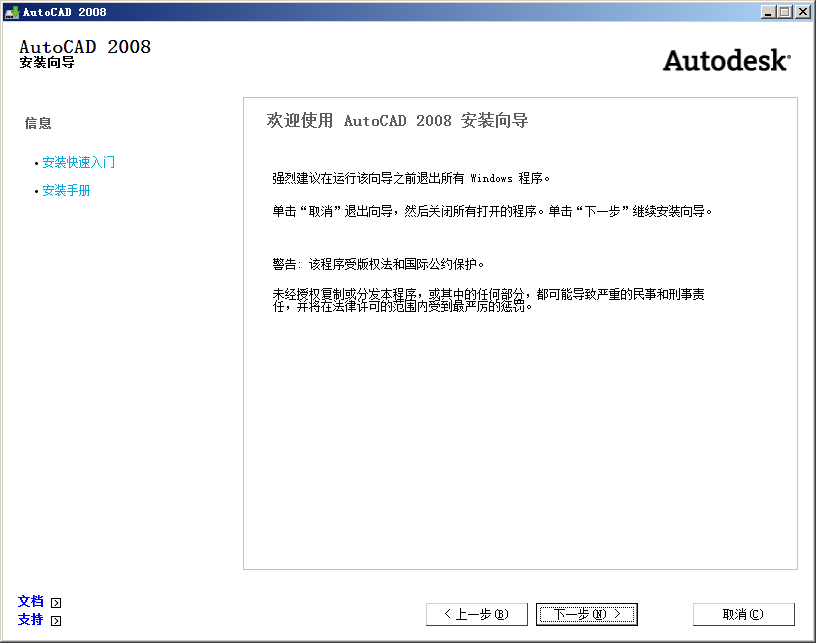 AutoCAD 2008
AutoCAD 2008
安装向导
Autodesk
信息
安装快速入门
安装手册
欢迎使用 AutoCAD 2008 安装向导
强烈建议在运行该向导之前退出所有 Windows 程序。
单击“取消”退出向导，然后关闭所有打开的程序。单击“下一步”继续安装向导。
警告: 该程序受版权法和国际公约保护。
未经授权复制或分发本程序，或其中的任何部分，都可能导致严重的民事和刑事责
任，并将在法律许可的范围内受到最严厉的惩罚。
文档
支持
< 上一步(B)
下一步(N) >
取消(C)